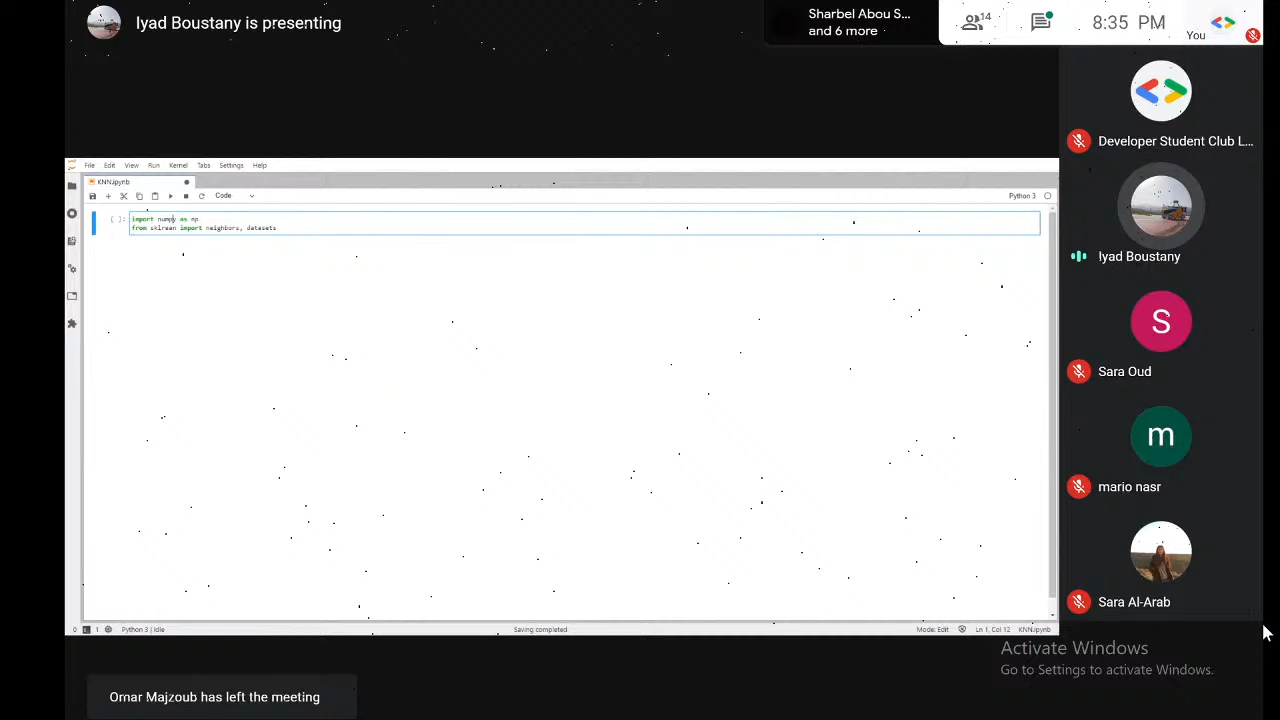 Iyad Boustany is presenting
Sharbel Abou S...
and 6 more
14
8:35 PM
You
Developer Student Club L...
Iyad Boustany
S
Sara Oud
m
mario nasr
Sara Al-Arab
File Edit View Run Kernel Tabs Settings Help
KNN.ipynb
Code
Python 3
[ ]:
import numpy as np
from sklrean import neighbors, datasets
0 1 Python 3 | Idle
Saving completed
Mode: Edit Ln 1, Col 12 KNN.ipynb
Activate Windows
Go to Settings to activate Windows.
Omar Majzoub has left the meeting